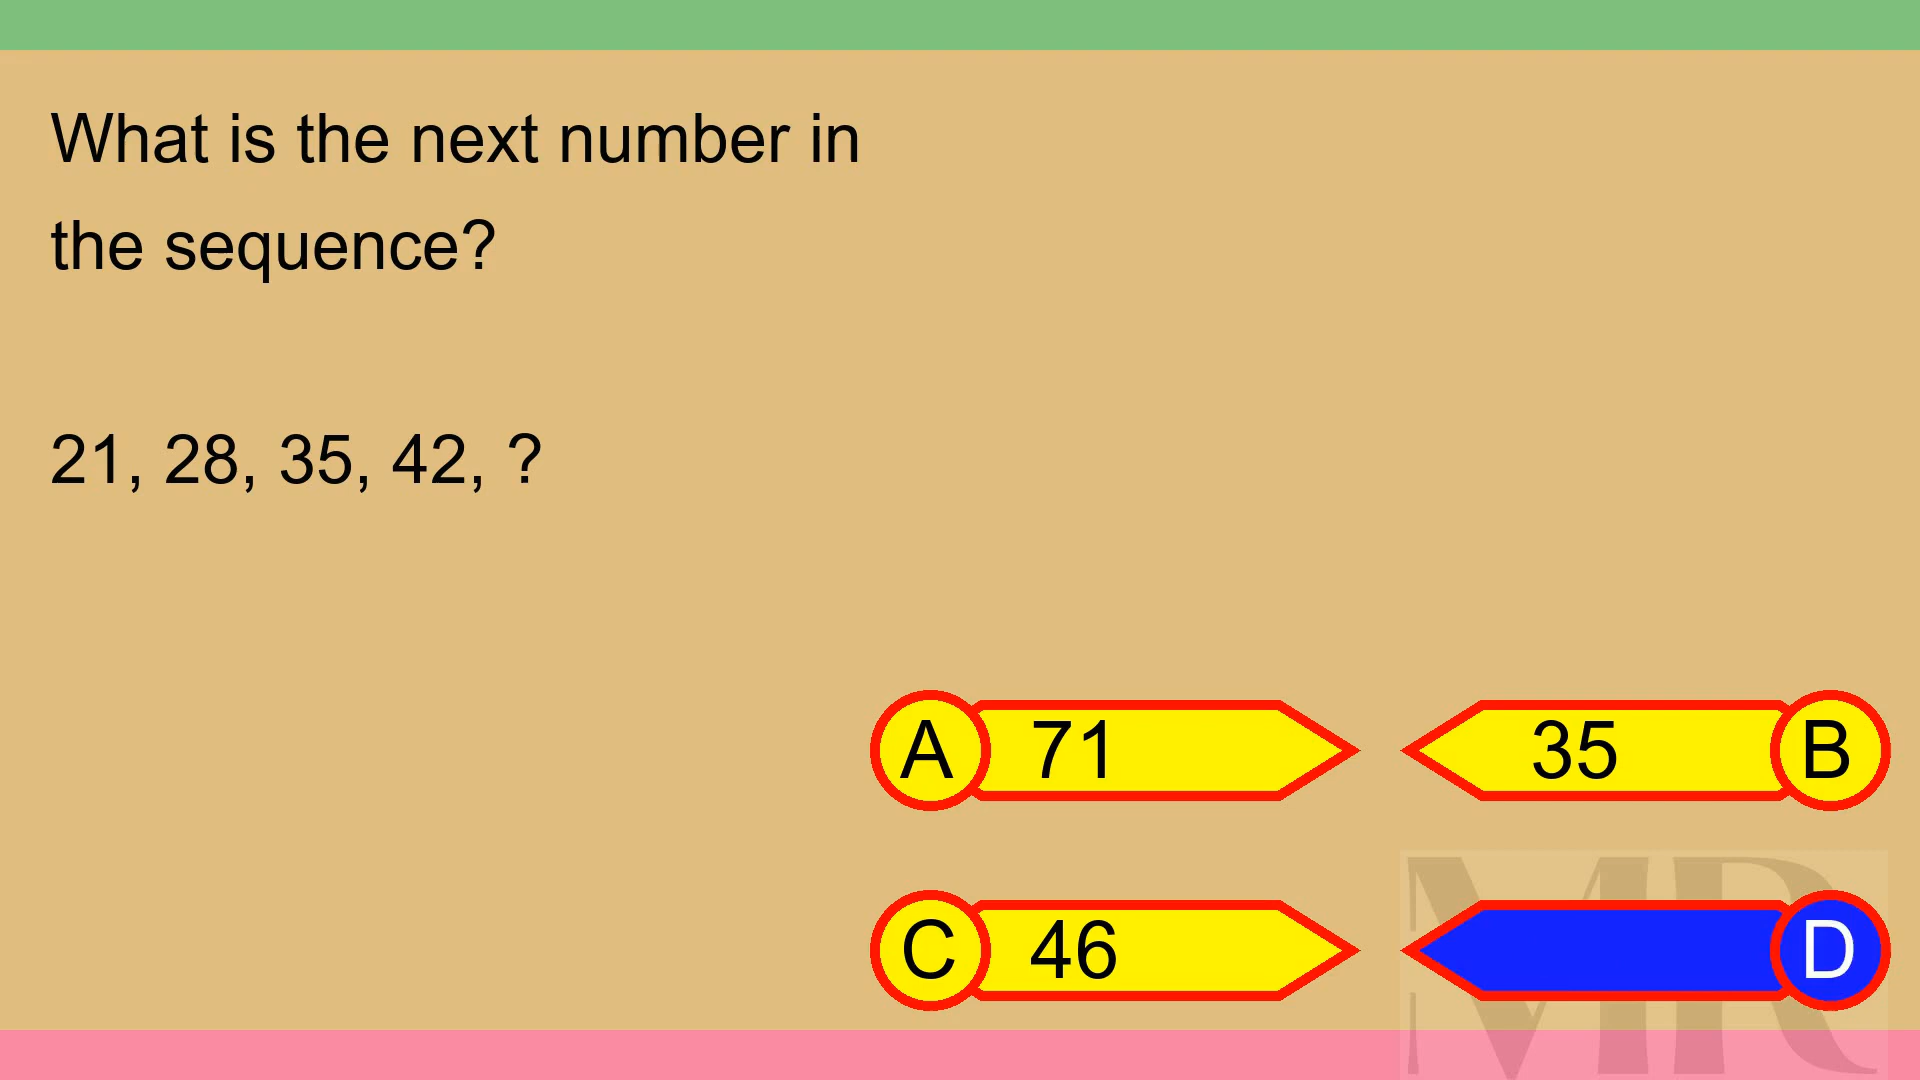 What is the next number in
the sequence?
21, 28, 35, 42, ?
A 71
35 B
C 46
D
MR